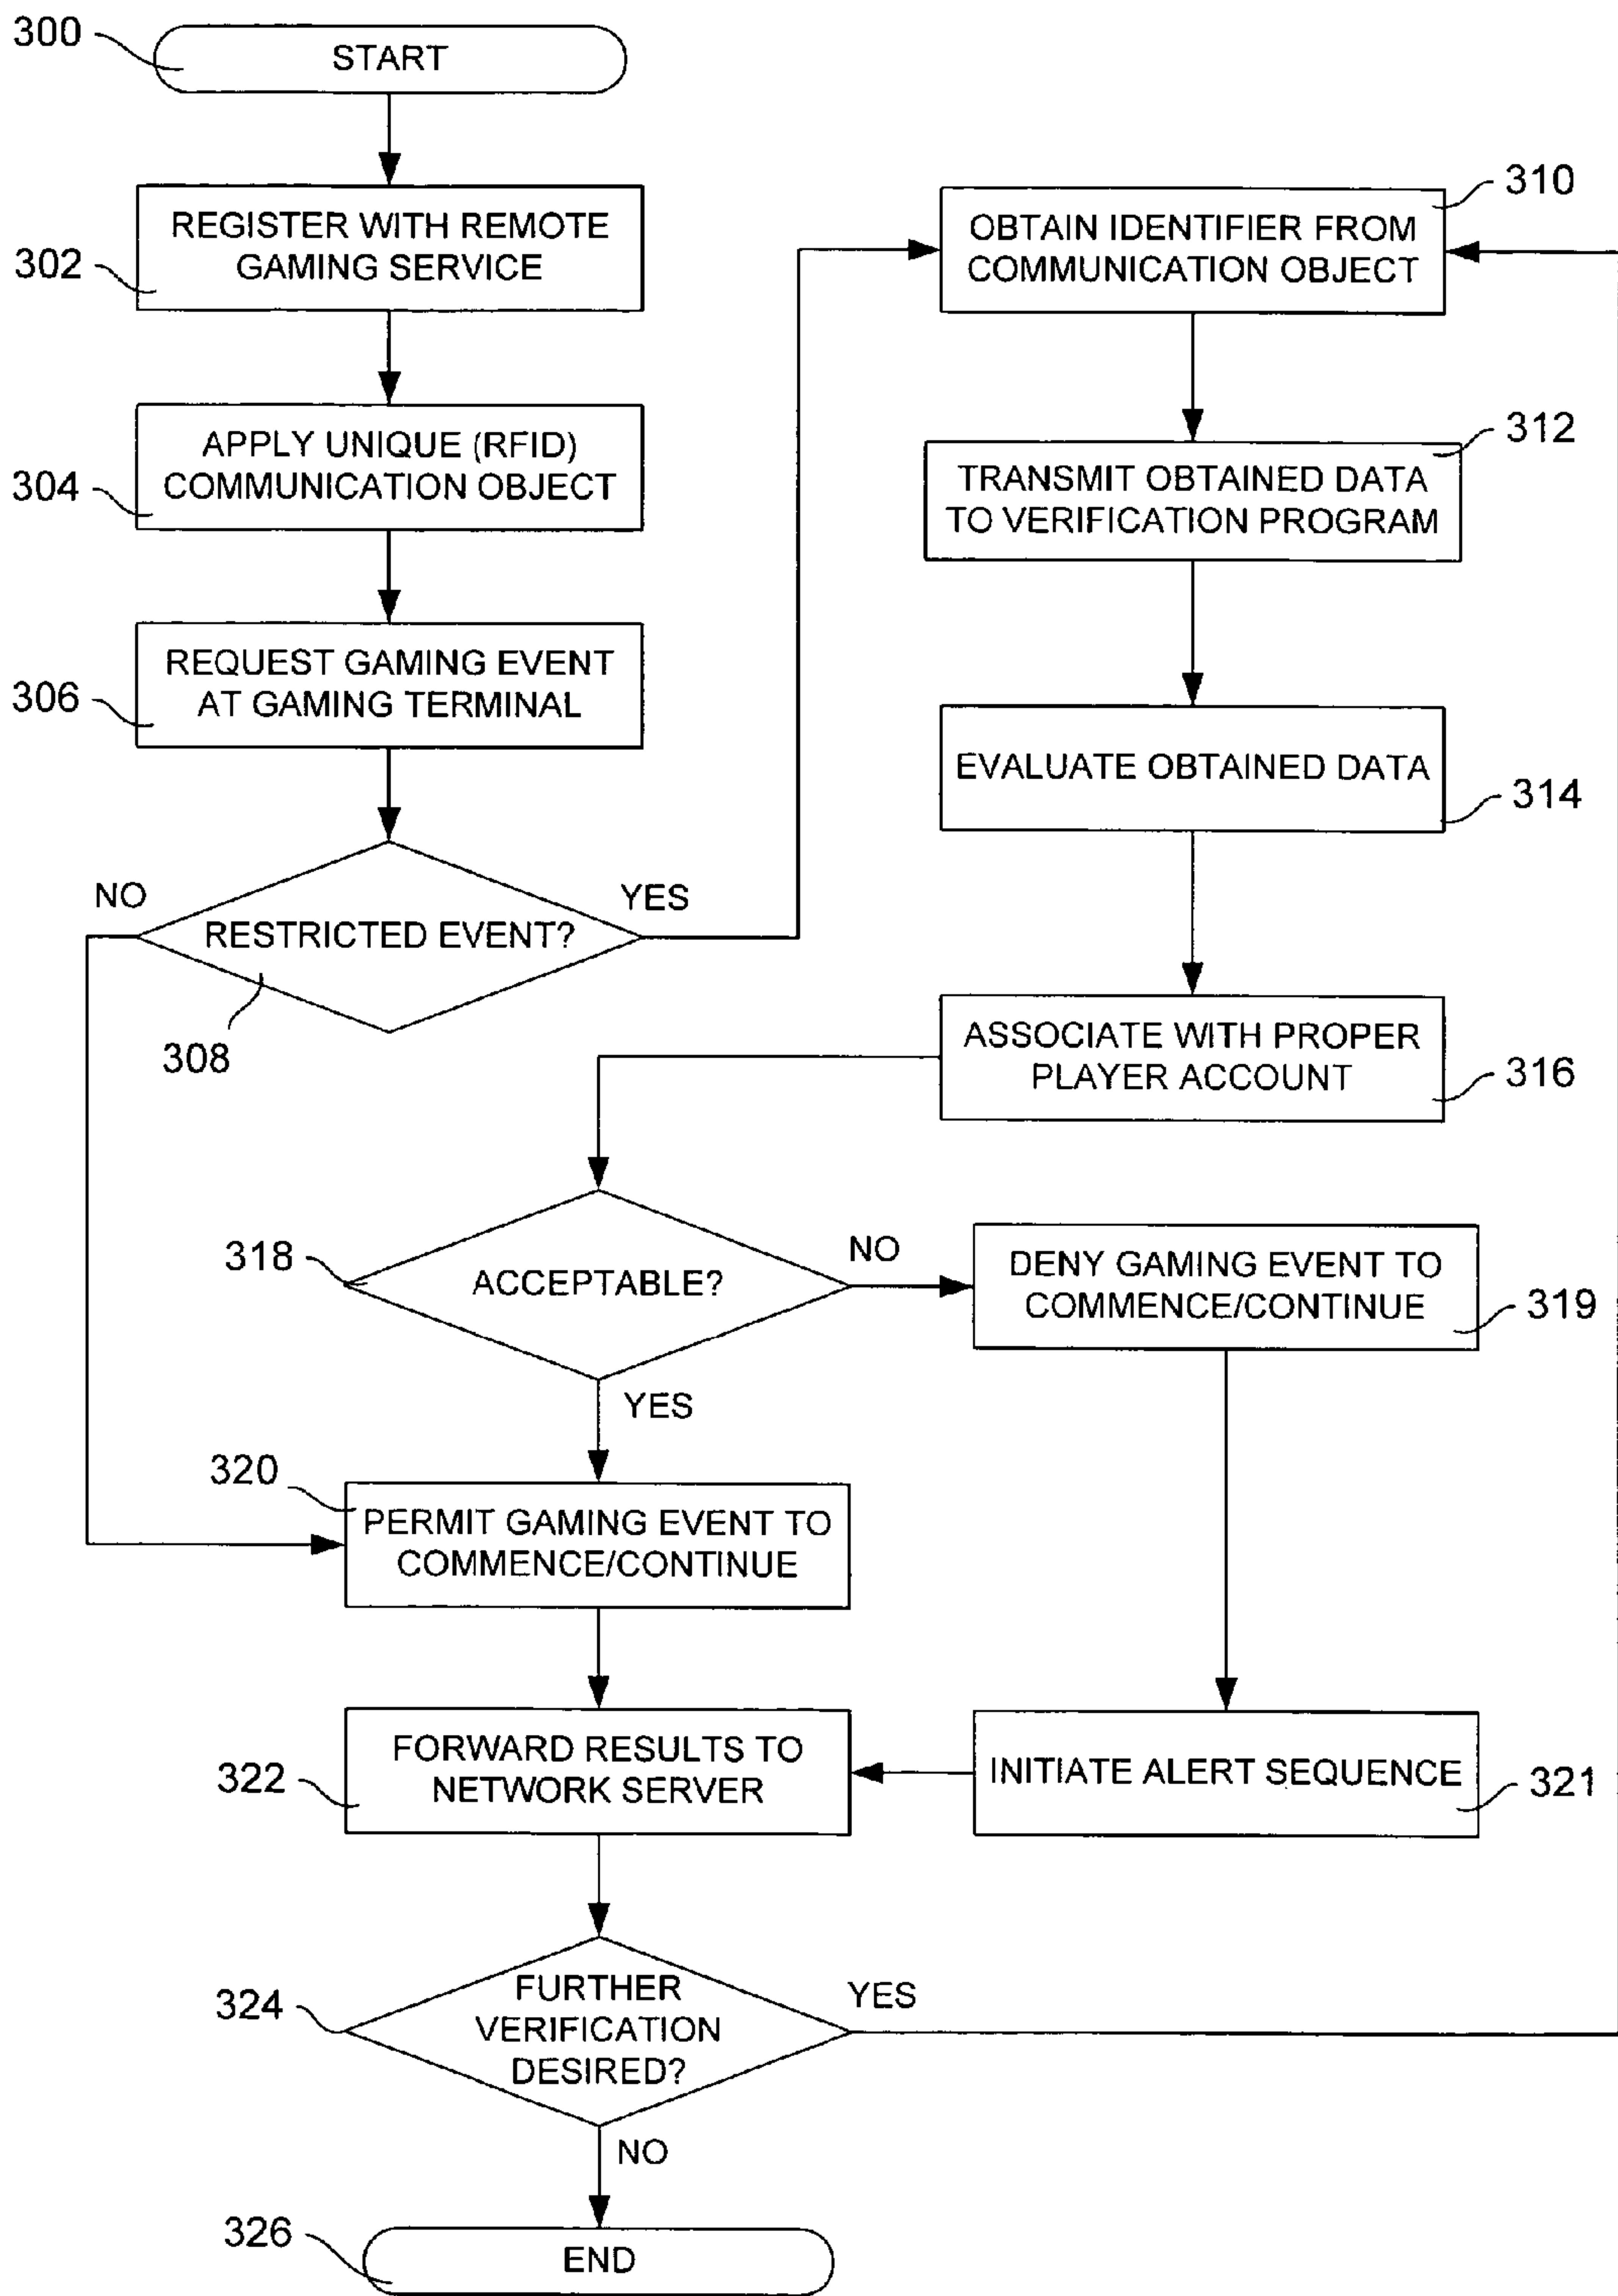 300
START
302
REGISTER WITH REMOTE
GAMING SERVICE
304
APPLY UNIQUE (RFID)
COMMUNICATION OBJECT
306
REQUEST GAMING EVENT
AT GAMING TERMINAL
NO
YES
RESTRICTED EVENT?
308
310
OBTAIN IDENTIFIER FROM
COMMUNICATION OBJECT
312
TRANSMIT OBTAINED DATA
TO VERIFICATION PROGRAM
EVALUATE OBTAINED DATA
314
ASSOCIATE WITH PROPER
PLAYER ACCOUNT
316
318
ACCEPTABLE?
NO
YES
DENY GAMING EVENT TO
COMMENCE/CONTINUE
319
320
PERMIT GAMING EVENT TO
COMMENCE/CONTINUE
322
FORWARD RESULTS TO
NETWORK SERVER
INITIATE ALERT SEQUENCE
321
324
FURTHER
VERIFICATION
DESIRED?
YES
NO
326
END